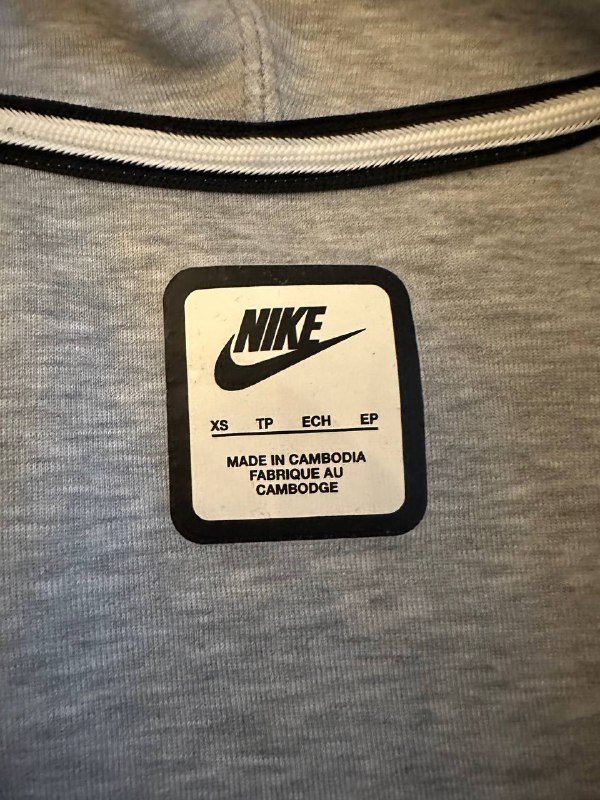 NIKE
XS TP ECH EP
MADE IN CAMBODIA
FABRIQUE AU
CAMBODGE